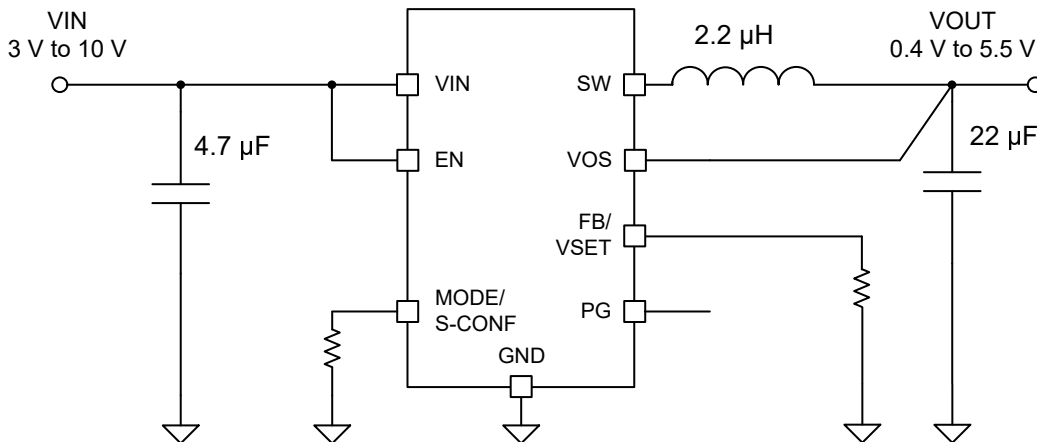 VIN
3 V to 10 V
4.7 µF
VIN
EN
MODE/
S-CONF
GND
SW
VOS
FB/
VSET
PG
2.2 µH
VOUT
0.4 V to 5.5 V
22 µF